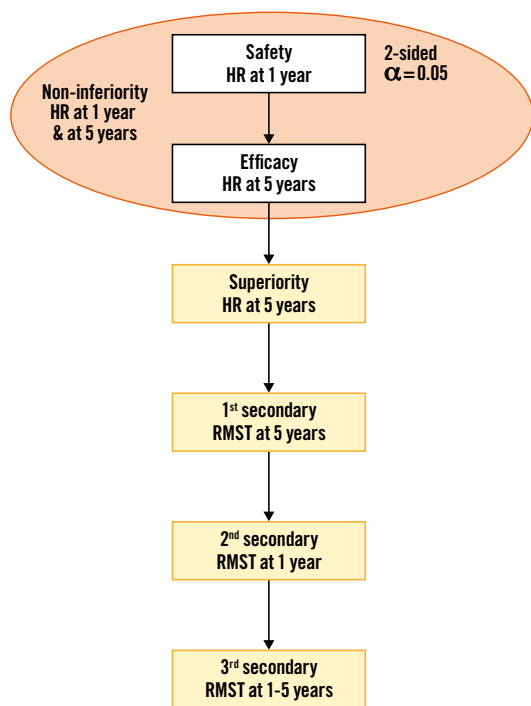 Safety
HR at 1 year
2-sided
α = 0.05
Non-inferiority
HR at 1 year
& at 5 years
Efficacy
HR at 5 years
Superiority
HR at 5 years
1st secondary
RMST at 5 years
2nd secondary
RMST at 1 year
3rd secondary
RMST at 1-5 years